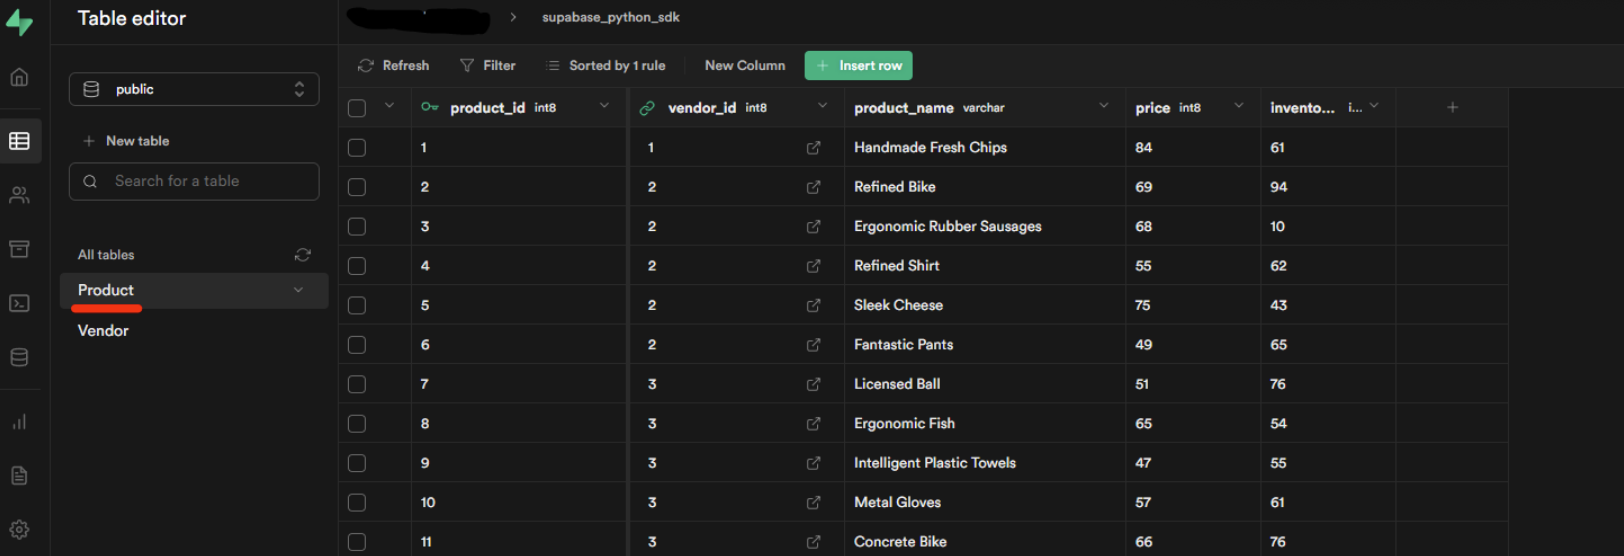 Table editor
supabase_python_sdk
Refresh Filter Sorted by 1 rule New Column Insert row
public
New table
Search for a table
All tables
Product
Vendor
product_id int8 vendor_id int8 product_name varchar price int8 invento... i...
1 1 Handmade Fresh Chips 84 61
2 2 Refined Bike 69 94
3 2 Ergonomic Rubber Sausages 68 10
4 2 Refined Shirt 55 62
5 2 Sleek Cheese 75 43
6 2 Fantastic Pants 49 65
7 3 Licensed Ball 51 76
8 3 Ergonomic Fish 65 54
9 3 Intelligent Plastic Towels 47 55
10 3 Metal Gloves 57 61
11 3 Concrete Bike 66 76